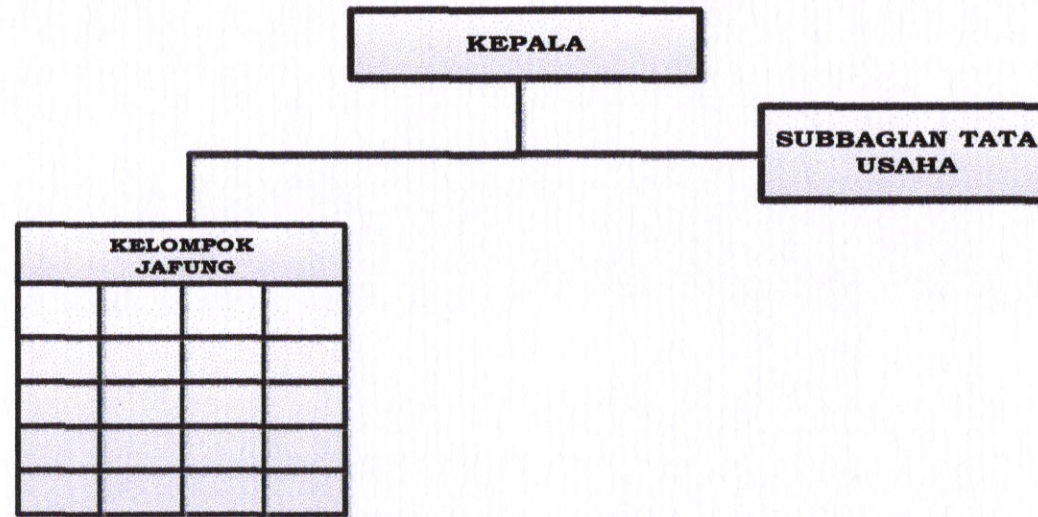 KEPALA
SUBBAGIAN TATA
USAHA
KELOMPOK
JAFUNG